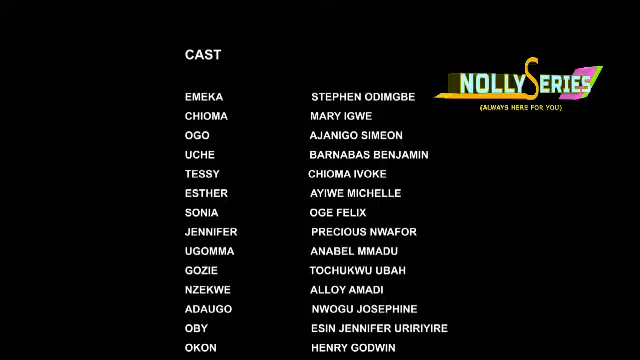 CAST
NOLLYSERIES
(ALWAYS HERE FOR YOU)
EMEKA STEPHEN ODIMGBE
CHIOMA MARY IGWE
OGO AJANIGO SIMEON
UCHE BARNABAS BENJAMIN
TESSY CHIOMA IVOKE
ESTHER AYIWE MICHELLE
SONIA OGE FELIX
JENNIFER PRECIOUS NWAFOR
UGOMMA ANABEL MMADU
GOZIE TOCHUKWU UBAH
NZEKWE ALLOY AMADI
ADAUGO NWOGU JOSEPHINE
OBY ESIN JENNIFER URIRIYIRE
OKON HENRY GODWIN